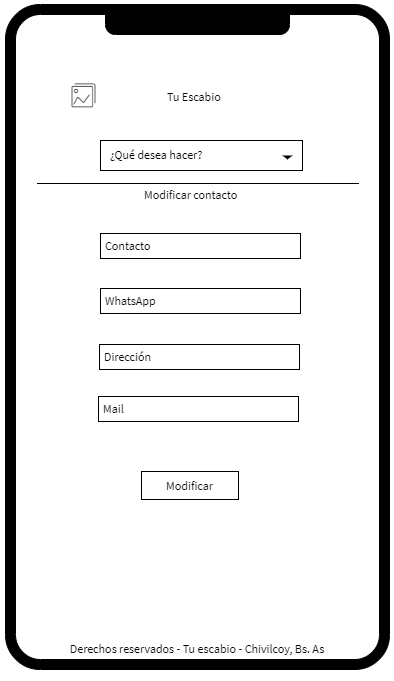 Tu Escabio
¿Qué desea hacer?
Modificar contacto
Contacto
WhatsApp
Dirección
Mail
Modificar
Derechos reservados - Tu escabio - Chivilcoy, Bs. As